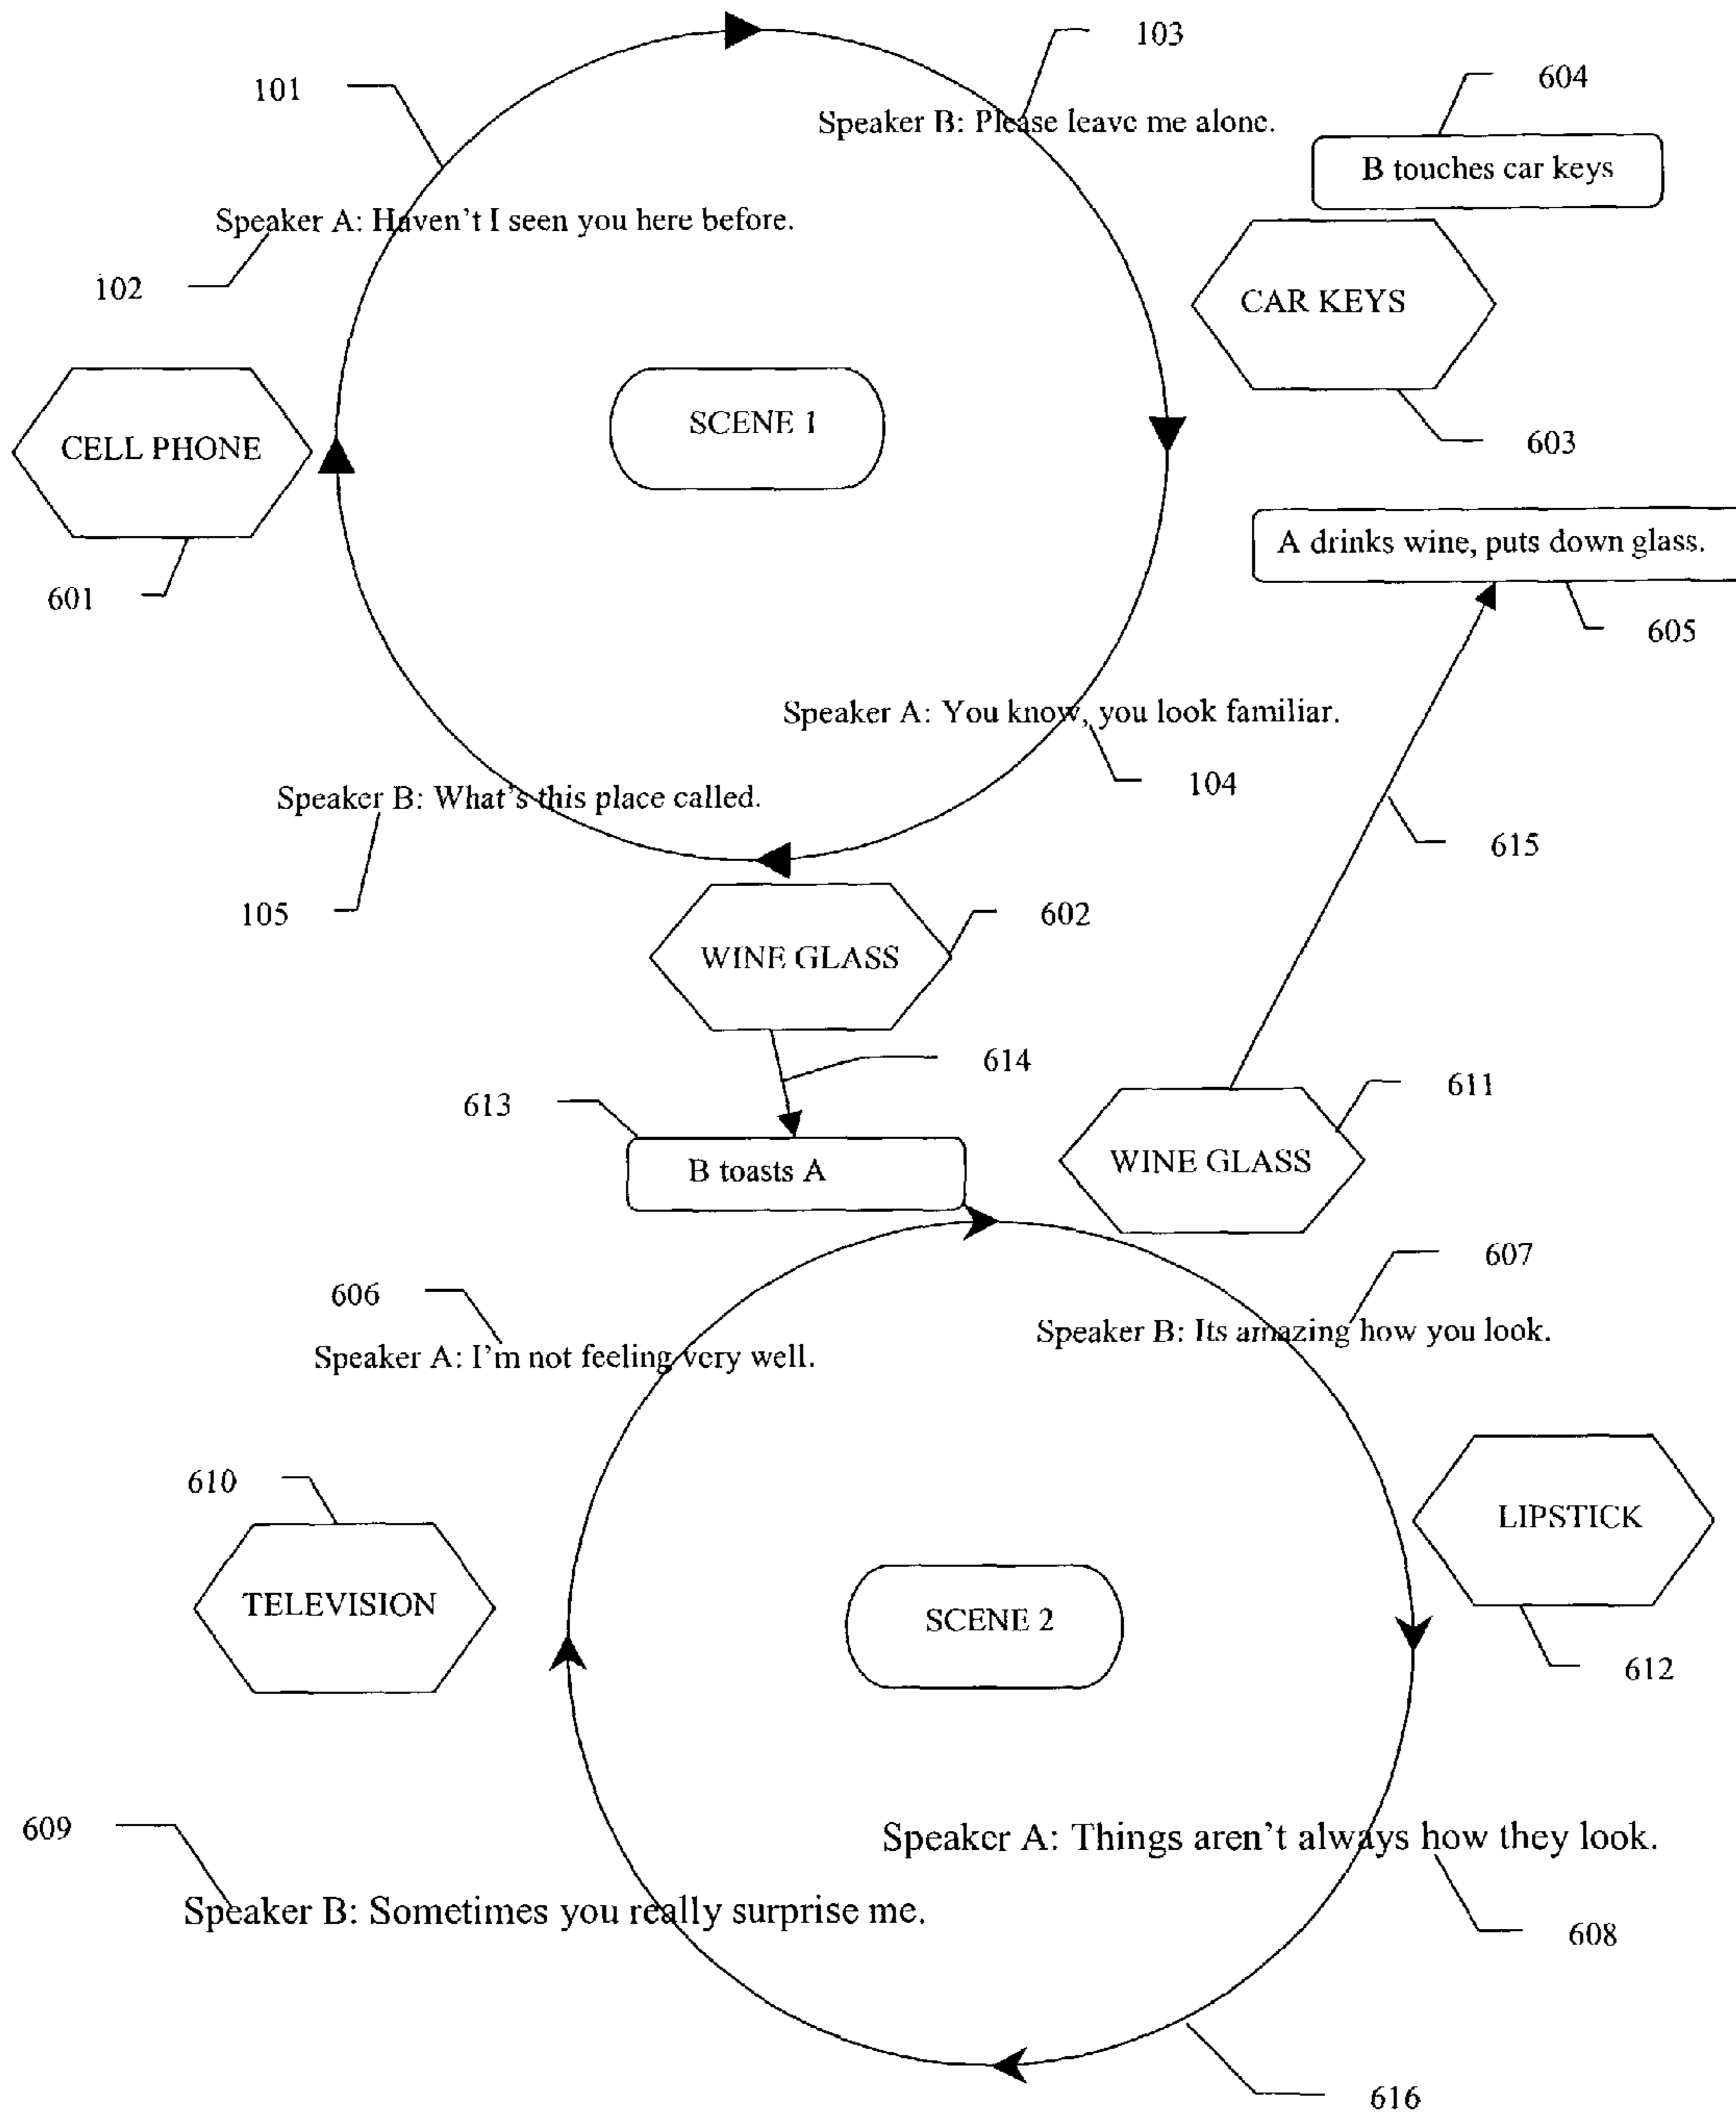 103
101
604
Speaker B: Please leave me alone.
B touches car keys
Speaker A: Haven't I seen you here before.
102
CAR KEYS
SCENE 1
CELL PHONE
603
A drinks wine, puts down glass.
601
605
Speaker A: You know, you look familiar.
104
Speaker B: What's this place called.
615
105
602
WINE GLASS
614
611
613
B toasts A
WINE GLASS
607
606
Speaker B: Its amazing how you look.
Speaker A: I'm not feeling very well.
610
LIPSTICK
TELEVISION
SCENE 2
612
609
Speaker A: Things aren't always how they look.
Speaker B: Sometimes you really surprise me.
608
616